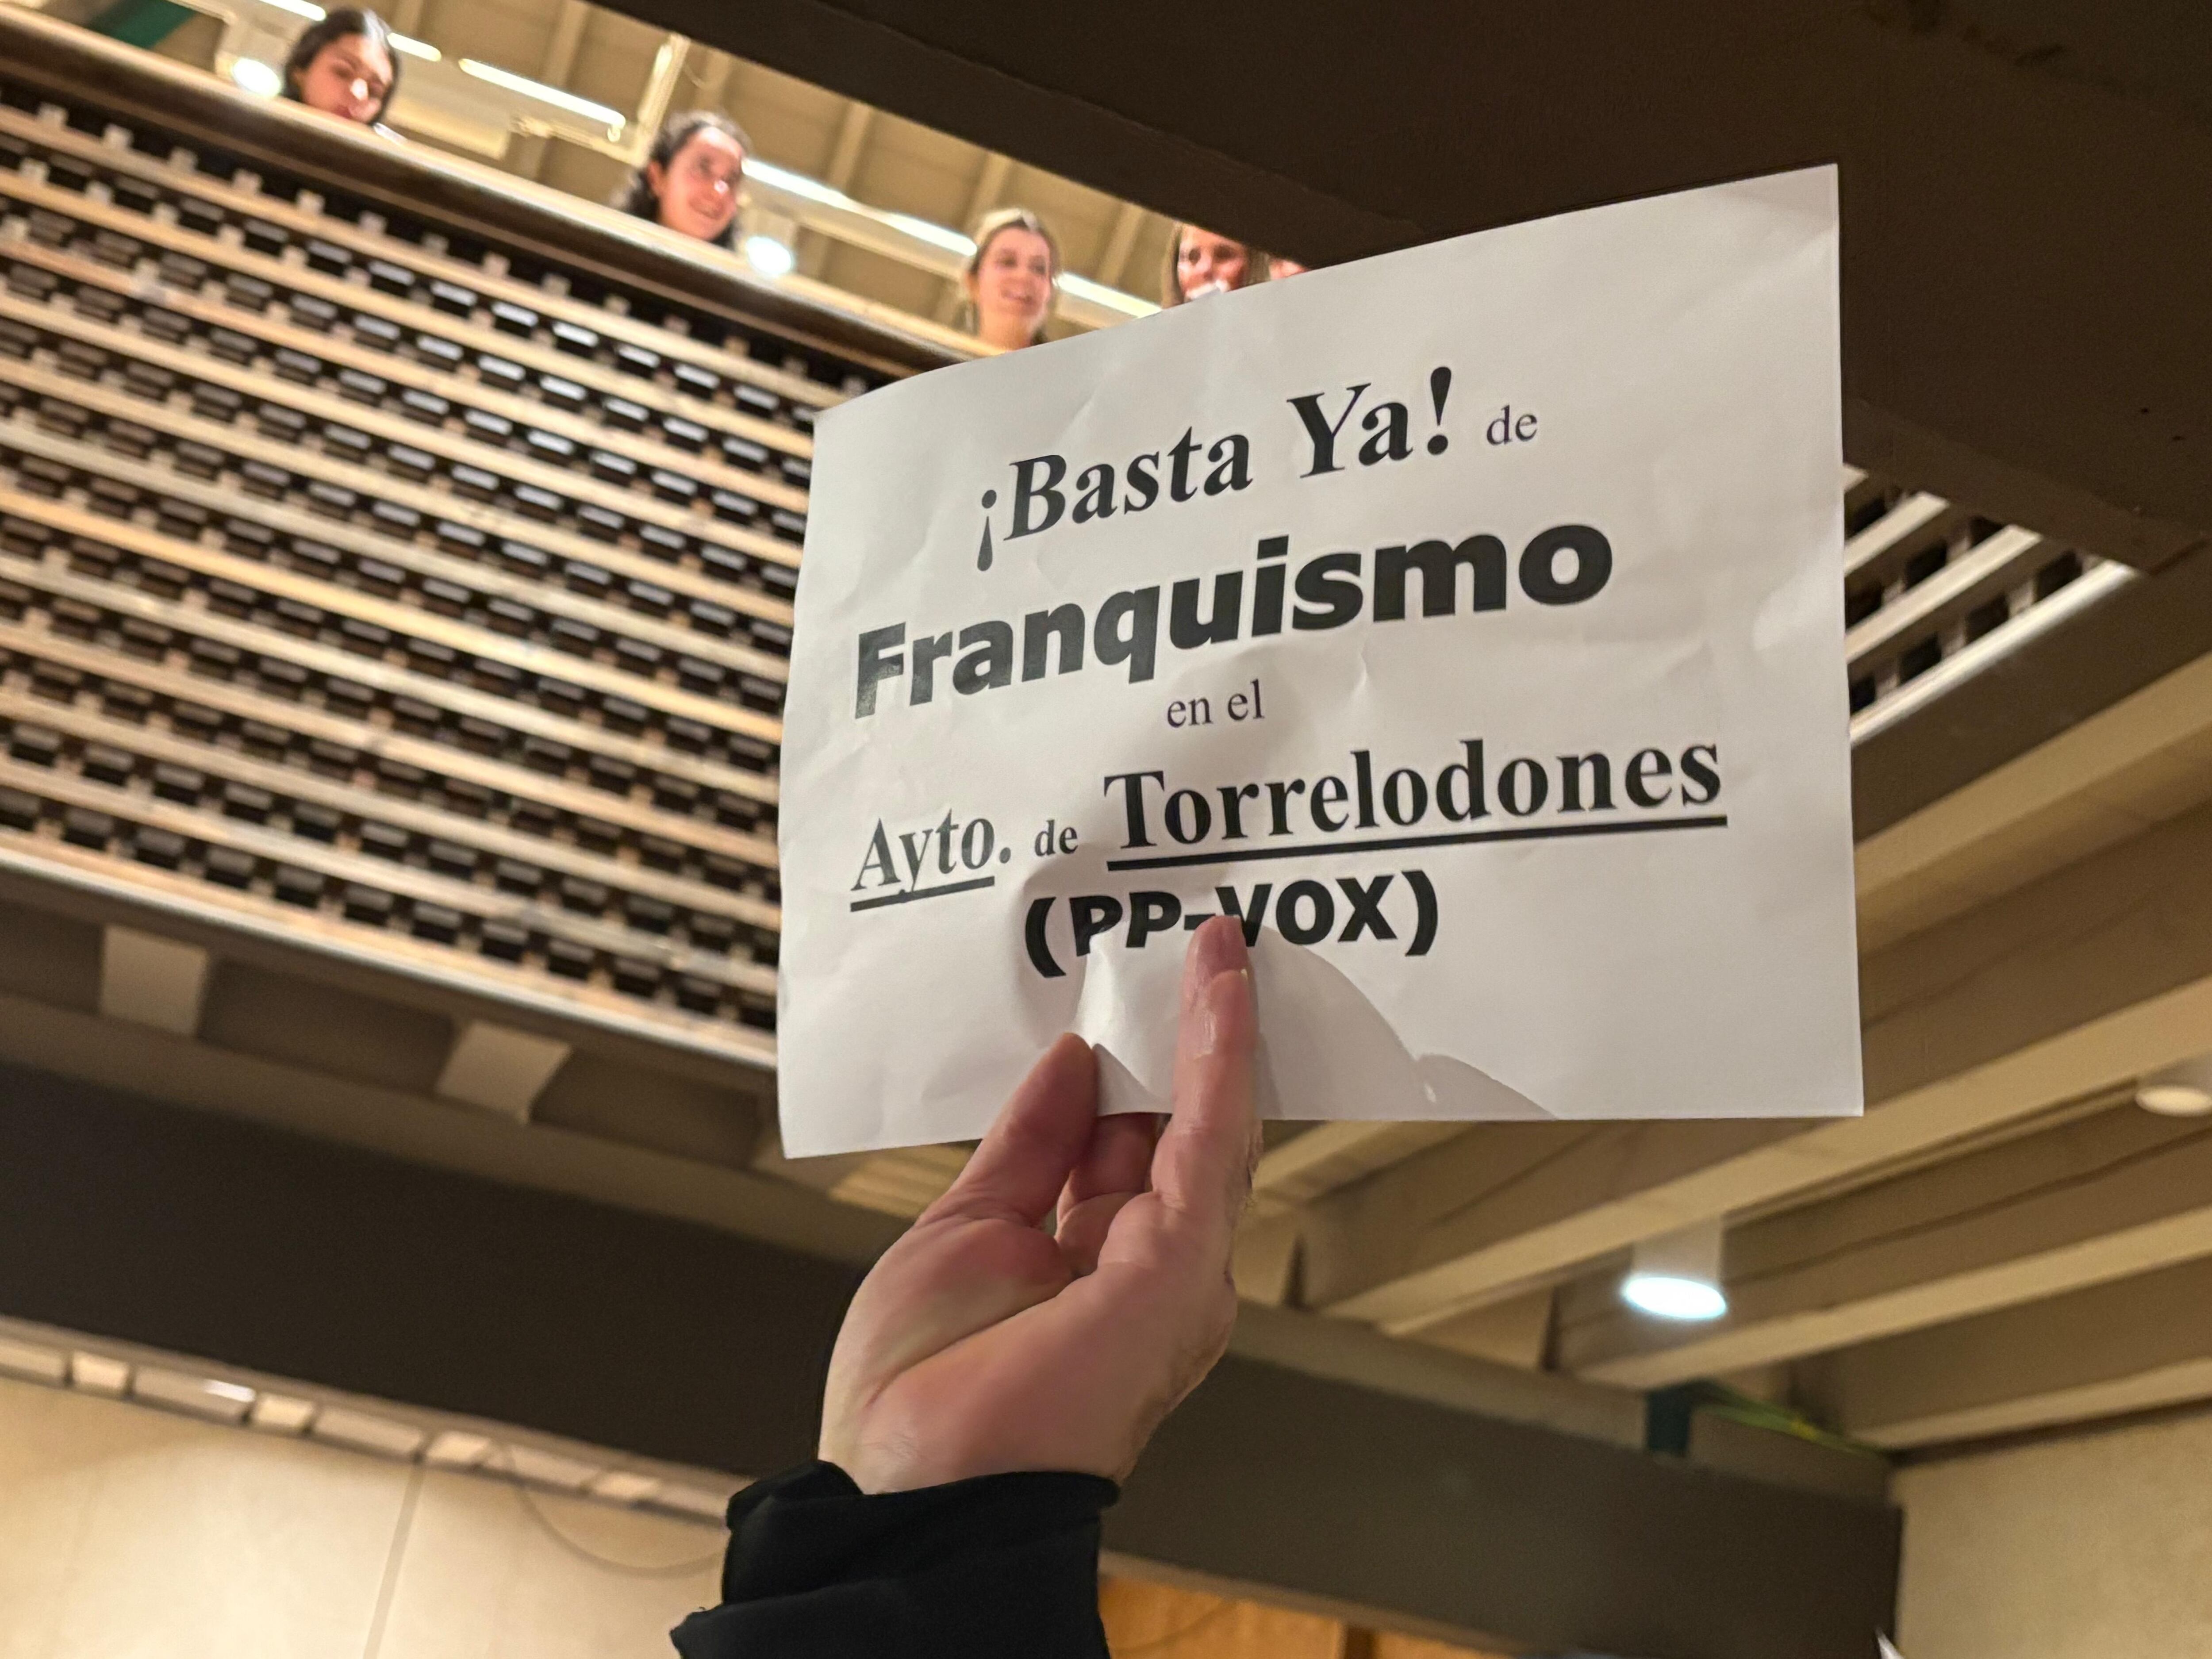 ¡Basta Ya! de
Franquismo
en el
Ayto. de Torrelodones
(PP-VOX)